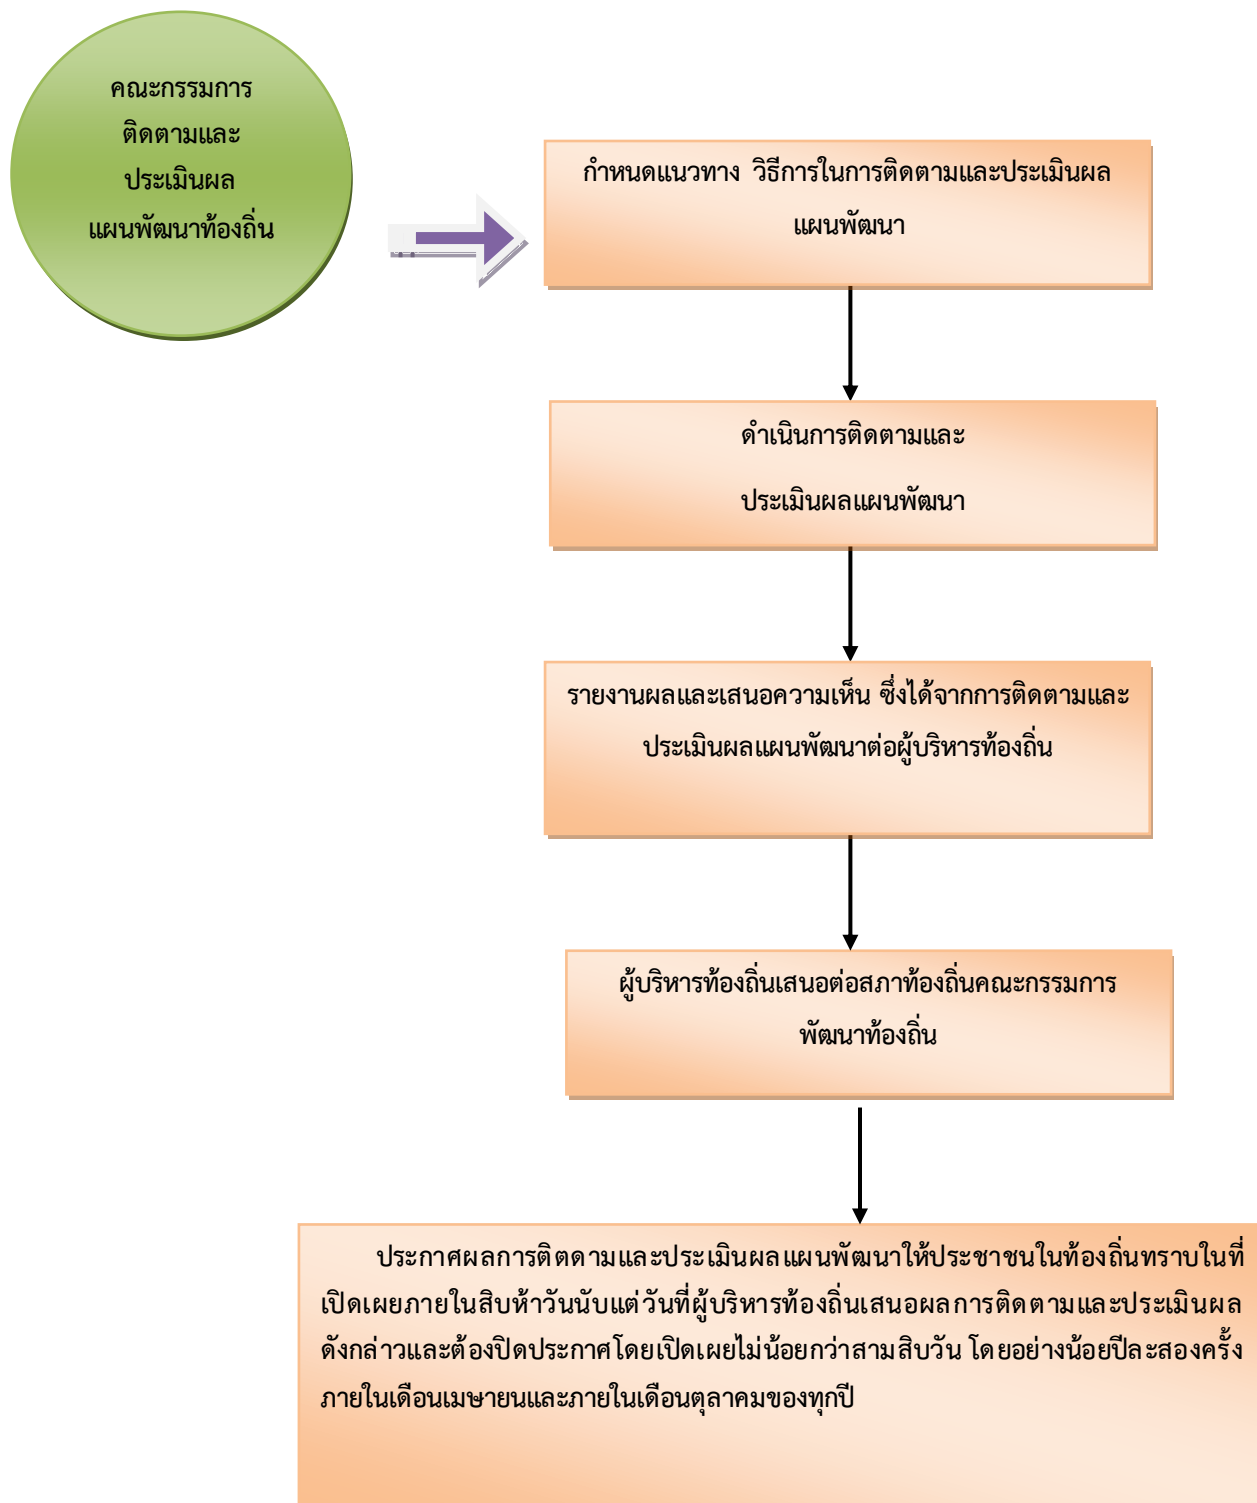 คณะกรรมการ
ติดตามและ
ประเมินผล
แผนพัฒนาท้องถิ่น
กำหนดแนวทาง วิธีการในการติดตามและประเมินผล
แผนพัฒนา
ดำเนินการติดตามและ
ประเมินผลแผนพัฒนา
รายงานผลและเสนอความเห็น ซึ่งได้จากการติดตามและ
ประเมินผลแผนพัฒนาต่อผู้บริหารท้องถิ่น
ผู้บริหารท้องถิ่นเสนอต่อสภาท้องถิ่นคณะกรรมการ
พัฒนาท้องถิ่น
ประกาศผลการติตดามและประเมินผลแผนพัฒนาให้ประชาชนในท้องถิ่นทราบในที่
เปิดเผยภายในสิบห้าวันนับแต่วันที่ผู้บริหารท้องถิ่นเสนอผลการติดตามและประเมินผล
ดังกล่าวและต้องปิดประกาศโดยเปิดเผยไม่น้อยกว่าสามสิบวัน โดยอย่างน้อยปีละสองครั้ง
ภายในเดือนเมษายนและภายในเดือนตุลาคมของทุกปี